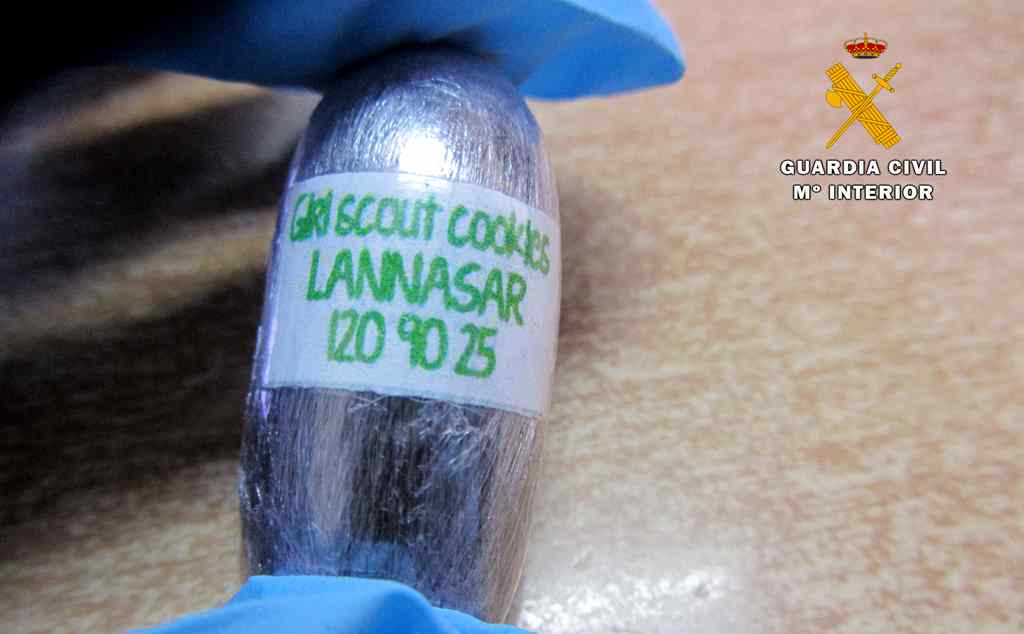 Girl scout cookies
LANNASAR
120 90 25
GUARDIA CIVIL
Mº INTERIOR